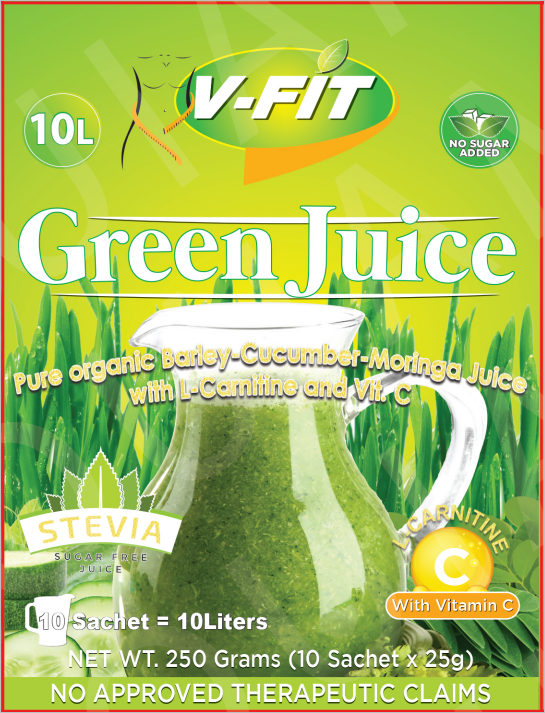 V-FIT
10L
NO SUGAR
ADDED
Green Juice
Pure organic Barley-Cucumber-Moringa Juice
with L-Carnitine and Vit. C
STEVIA
SUGAR FREE
JUICE
L-CARNITINE
C
With Vitamin C
10 Sachet = 10Liters
NET WT. 250 Grams (10 Sachet x 25g)
NO APPROVED THERAPEUTIC CLAIMS